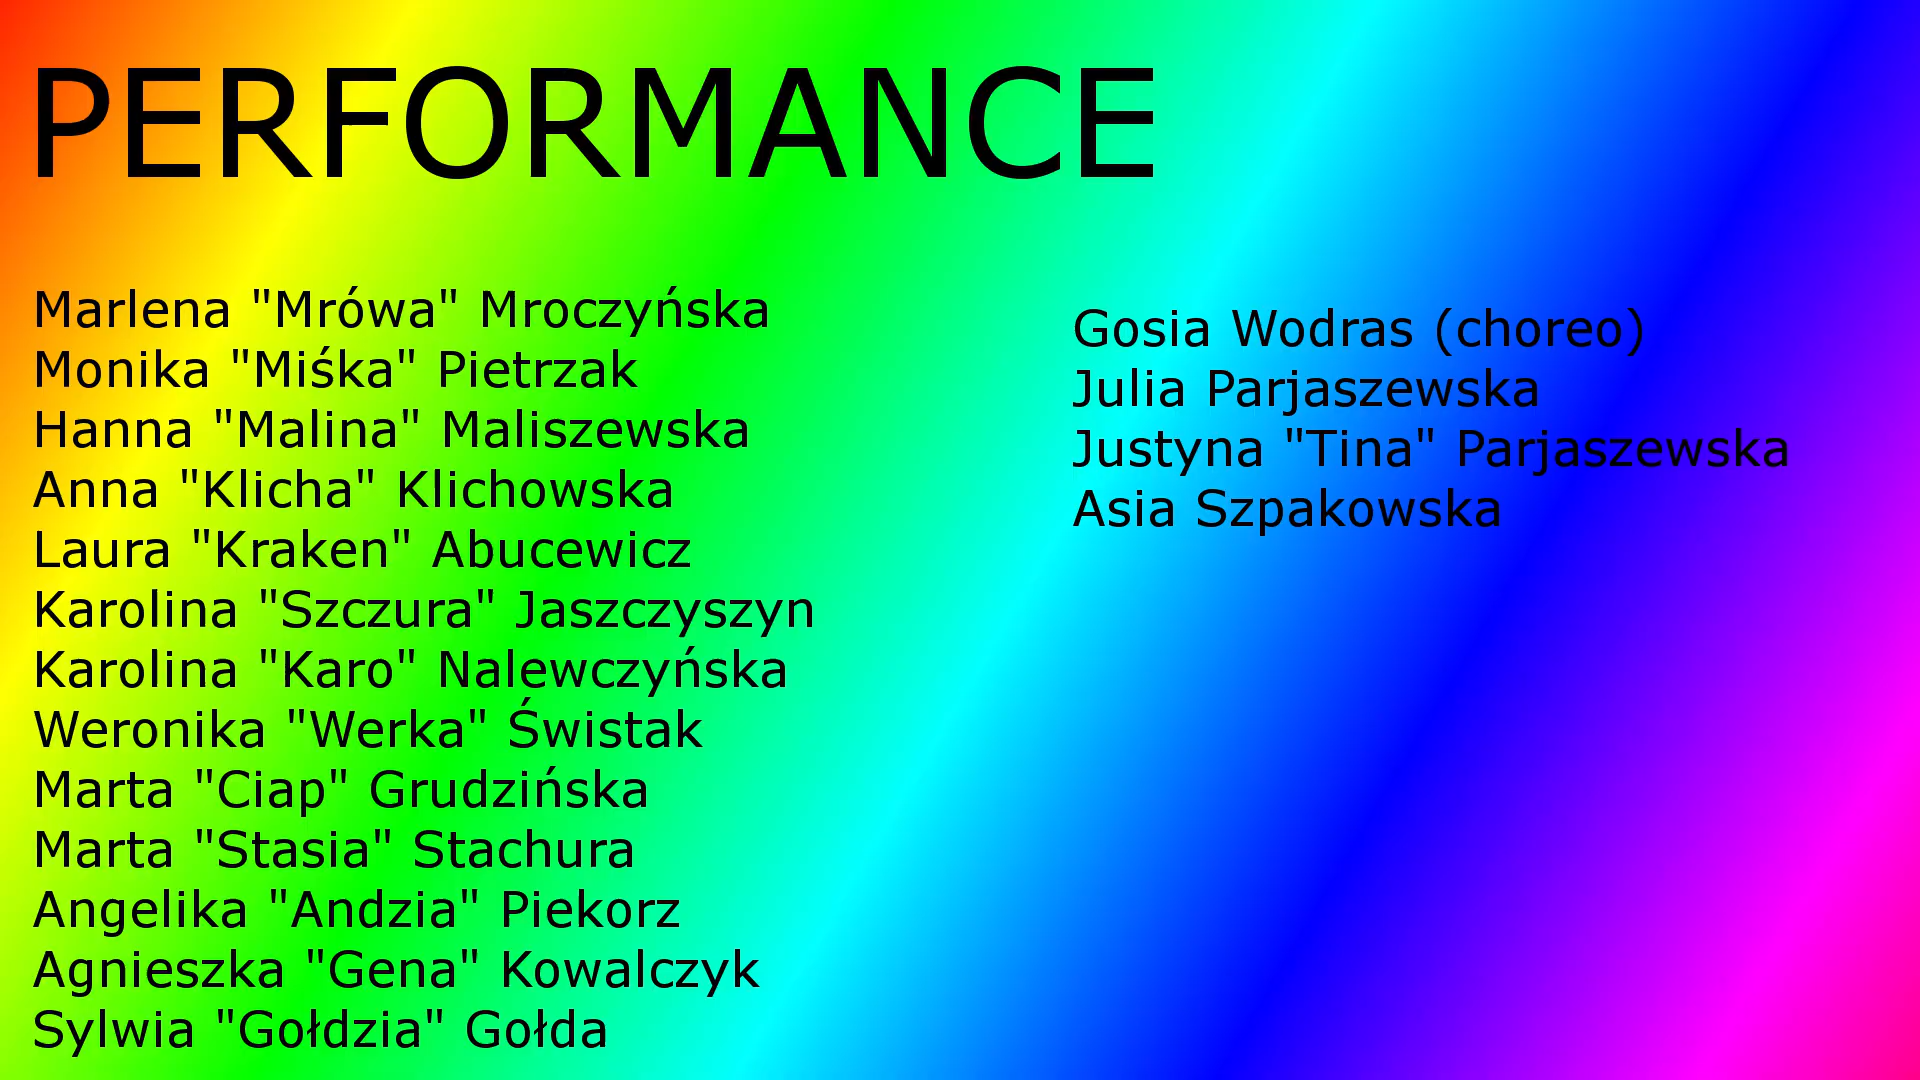 PERFORMANCE
Marlena "Mrówa" Mroczyńska
Monika "Miśka" Pietrzak
Hanna "Malina" Maliszewska
Anna "Klicha" Klichowska
Laura "Kraken" Abucewicz
Karolina "Szczura" Jaszczyszyn
Karolina "Karo" Nalewczyńska
Weronika "Werka" Świstak
Marta "Ciap" Grudzińska
Marta "Stasia" Stachura
Angelika "Andzia" Piekorz
Agnieszka "Gena" Kowalczyk
Sylwia "Gołdzia" Gołda
Gosia Wodras (choreo)
Julia Parjaszewska
Justyna "Tina" Parjaszewska
Asia Szpakowska